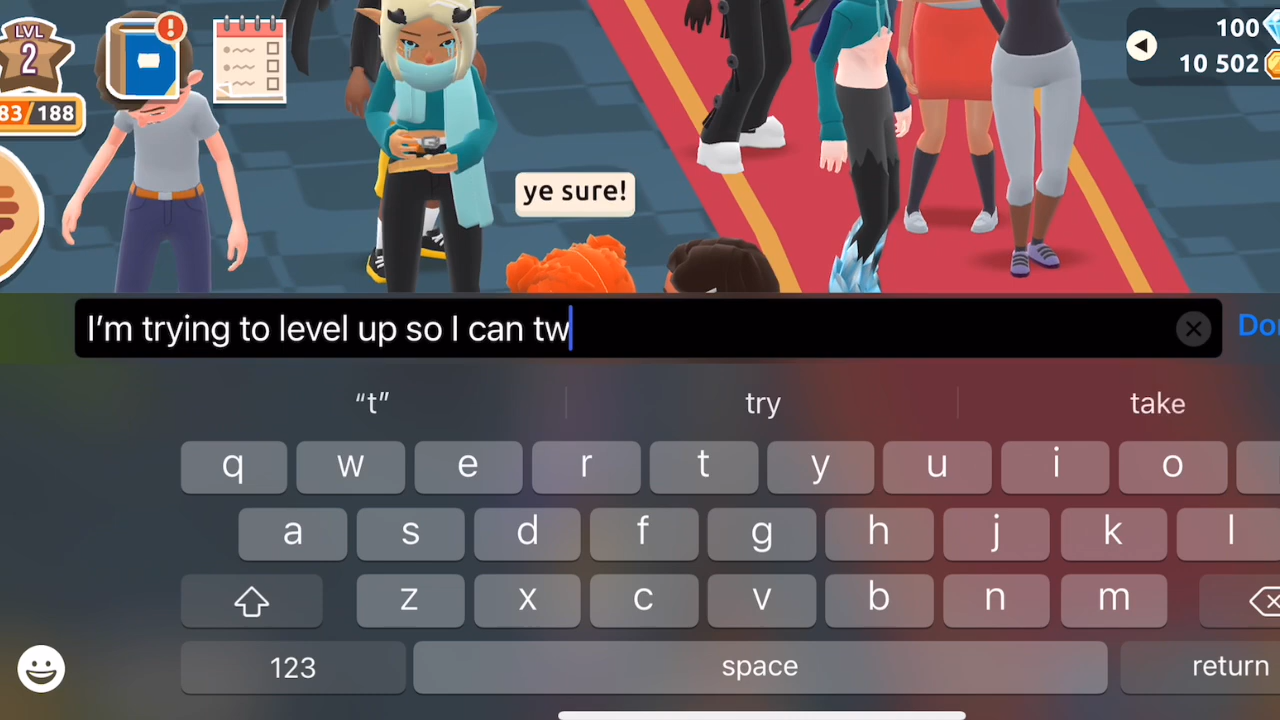 LVL
2
83/188
100
10 502
ye sure!
I’m trying to level up so I can tw
“t” try take
q w e r t y u i o
a s d f g h j k l
z x c v b n m
123 space return